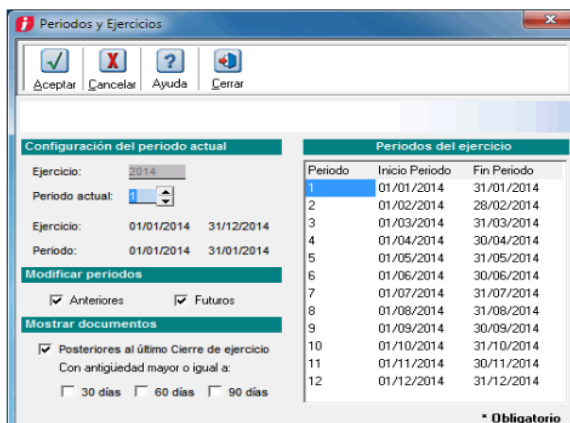 Periodos y Ejercicios
Aceptar Cancelar Ayuda Cerrar
Configuración del periodo actual
Ejercicio: 2014
Periodo actual: 1
Ejercicio: 01/01/2014 31/12/2014
Periodo: 01/01/2014 31/01/2014
Modificar periodos
Anteriores Futuros
Mostrar documentos
Posteriores al último Cierre de ejercicio
Con antigüedad mayor o igual a:
30 días 60 días 90 días
Periodos del ejercicio
Periodo Inicio Periodo Fin Periodo
1 01/01/2014 31/01/2014
2 01/02/2014 28/02/2014
3 01/03/2014 31/03/2014
4 01/04/2014 30/04/2014
5 01/05/2014 31/05/2014
6 01/06/2014 30/06/2014
7 01/07/2014 31/07/2014
8 01/08/2014 31/08/2014
9 01/09/2014 30/09/2014
10 01/10/2014 31/10/2014
11 01/11/2014 30/11/2014
12 01/12/2014 31/12/2014
* Obligatorio